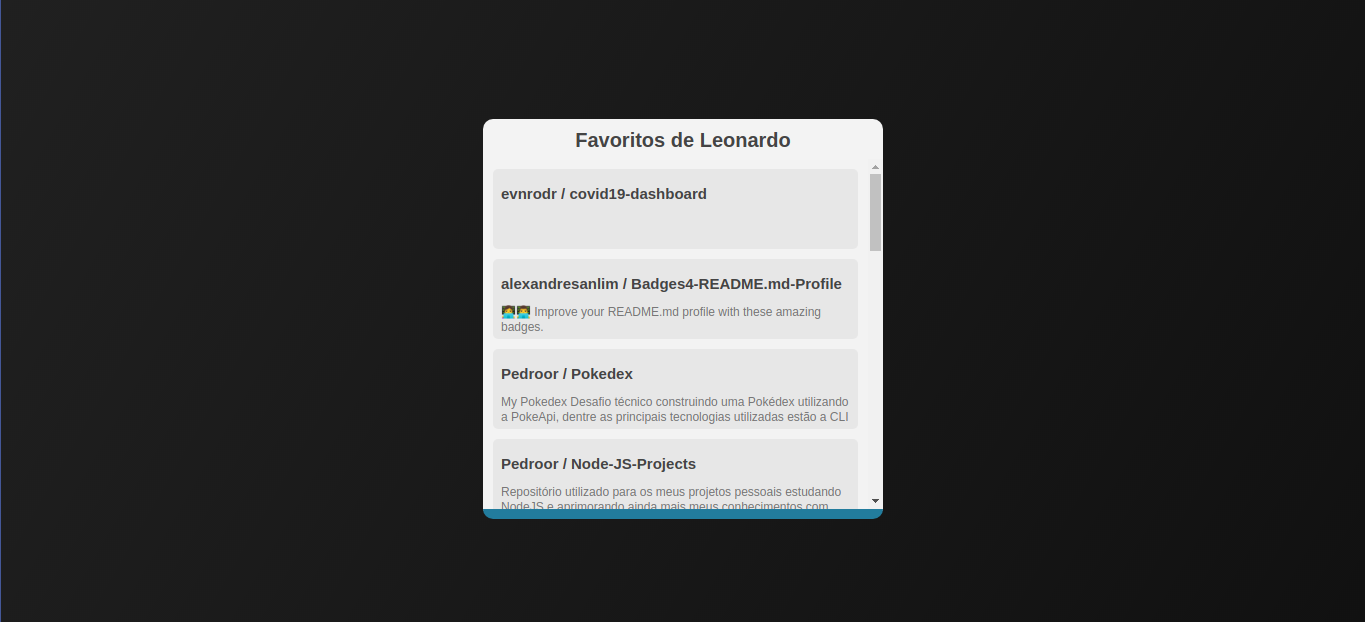 Favoritos de Leonardo
evnrodr / covid19-dashboard
alexandresanlim / Badges4-README.md-Profile
👩‍💻👨‍💻 Improve your README.md profile with these amazing
badges.
Pedroor / Pokedex
My Pokedex Desafio técnico construindo uma Pokédex utilizando
a PokeApi, dentre as principais tecnologias utilizadas estão a CLI
Pedroor / Node-JS-Projects
Repositório utilizado para os meus projetos pessoais estudando
NodeJS e aprimorando ainda mais meus conhecimentos com